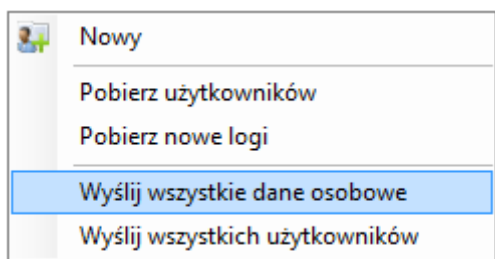 Nowy
Pobierz użytkowników
Pobierz nowe logi
Wyślij wszystkie dane osobowe
Wyślij wszystkich użytkowników